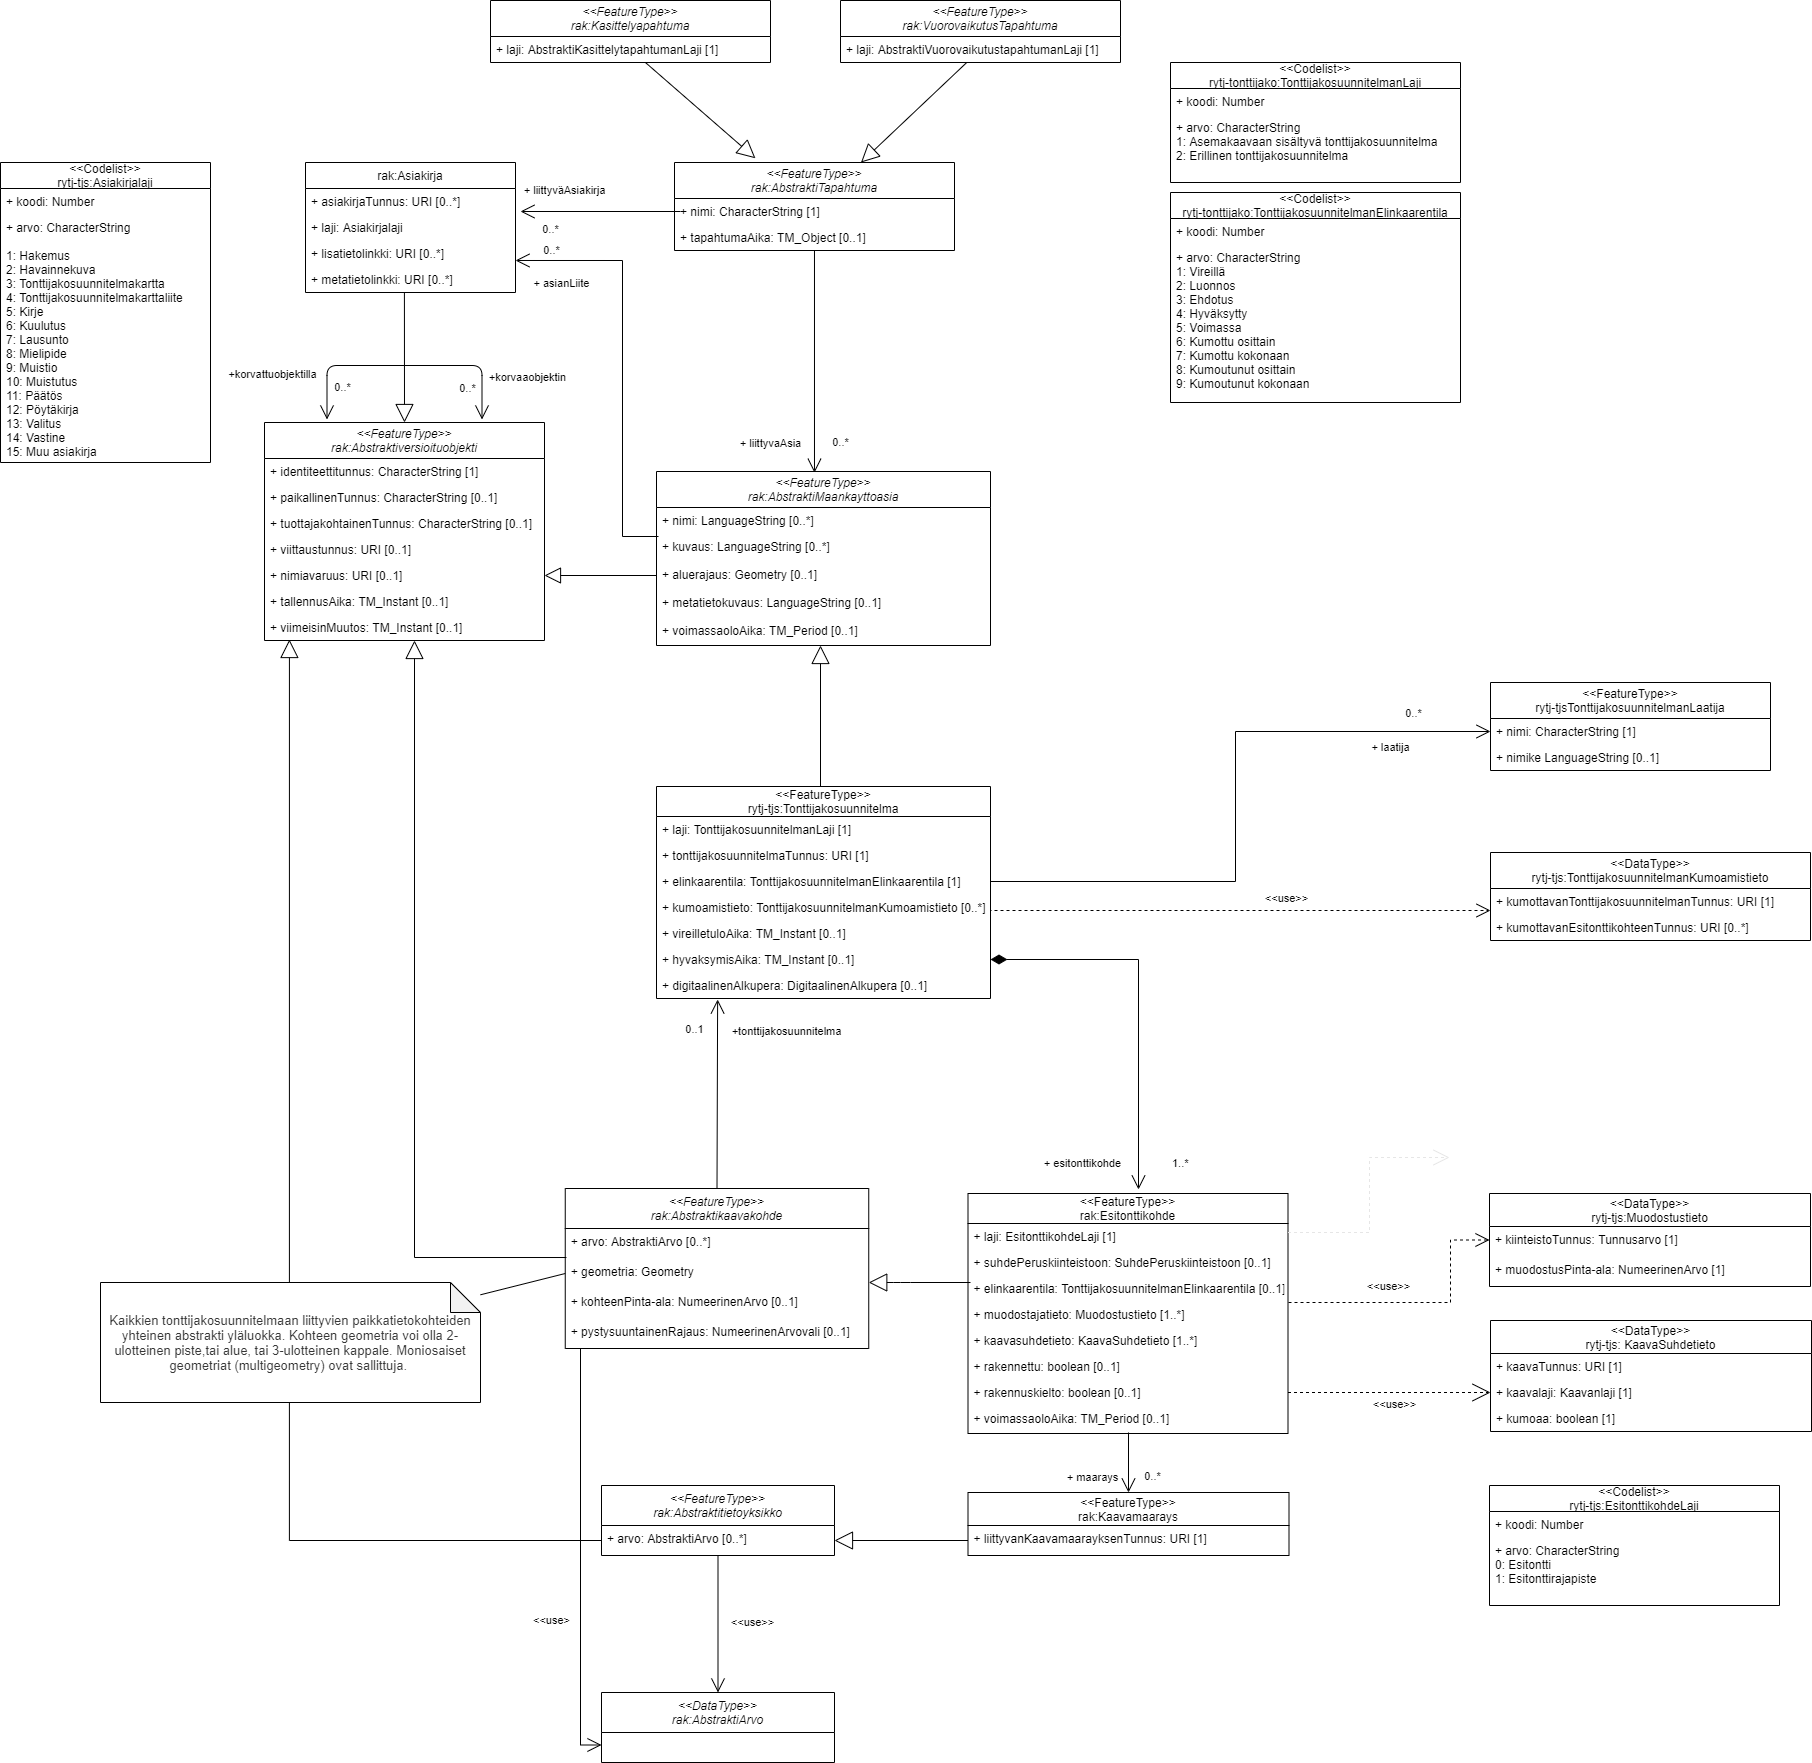 <<FeatureType>>
rak:Kasittelyapahtuma
+ laji: AbstraktiKasittelytapahtumanLaji [1]
<<FeatureType>>
rak:VuorovaikutusTapahtuma
+ laji: AbstraktiVuorovaikutustapahtumanLaji [1]
<<Codelist>>
rytj-tonttijako:TonttijakosuunnitelmanLaji
+ koodi: Number
+ arvo: CharacterString
1: Asemakaavaan sisältyvä tonttijakosuunnitelma
2: Erillinen tonttijakosuunnitelma
<<Codelist>>
rytj-tjs:Asiakirjalaji
+ koodi: Number
+ arvo: CharacterString
1: Hakemus
2: Havainnekuva
3: Tonttijakosuunnitelmakartta
4: Tonttijakosuunnitelmakarttaliite
5: Kirje
6: Kuulutus
7: Lausunto
8: Mielipide
9: Muistio
10: Muistutus
11: Päätös
12: Pöytäkirja
13: Valitus
14: Vastine
15: Muu asiakirja
rak:Asiakirja
+ asiakirjaTunnus: URI [0..*]
+ laji: Asiakirjalaji
+ lisatietolinkki: URI [0..*]
+ metatietolinkki: URI [0..*]
+ liittyväAsiakirja
0..*
0..*
+ asianLiite
<<FeatureType>>
rak:AbstraktiTapahtuma
+ nimi: CharacterString [1]
+ tapahtumaAika: TM_Object [0..1]
<<Codelist>>
rytj-tonttijako:TonttijakosuunnitelmanElinkaarentila
+ koodi: Number
+ arvo: CharacterString
1: Vireillä
2: Luonnos
3: Ehdotus
4: Hyväksytty
5: Voimassa
6: Kumottu osittain
7: Kumottu kokonaan
8: Kumoutunut osittain
9: Kumoutunut kokonaan
+korvattuobjektilla
0..*
0..*
+korvaaobjektin
<<FeatureType>>
rak:Abstraktiversioituobjekti
+ identiteettitunnus: CharacterString [1]
+ paikallinenTunnus: CharacterString [0..1]
+ tuottajakohtainenTunnus: CharacterString [0..1]
+ viittaustunnus: URI [0..1]
+ nimiavaruus: URI [0..1]
+ tallennusAika: TM_Instant [0..1]
+ viimeisinMuutos: TM_Instant [0..1]
+ liittyvaAsia
0..*
<<FeatureType>>
rak:AbstraktiMaankayttoasia
+ nimi: LanguageString [0..*]
+ kuvaus: LanguageString [0..*]
+ aluerajaus: Geometry [0..1]
+ metatietokuvaus: LanguageString [0..1]
+ voimassaoloAika: TM_Period [0..1]
0..*
+ laatija
<<FeatureType>>
rytj-tjsTonttijakosuunnitelmanLaatija
+ nimi: CharacterString [1]
+ nimike LanguageString [0..1]
<<FeatureType>>
rytj-tjs:Tonttijakosuunnitelma
+ laji: TonttijakosuunnitelmanLaji [1]
+ tonttijakosuunnitelmaTunnus: URI [1]
+ elinkaarentila: TonttijakosuunnitelmanElinkaarentila [1]
+ kumoamistieto: TonttijakosuunnitelmanKumoamistieto [0..*]
+ vireilletuloAika: TM_Instant [0..1]
+ hyvaksymisAika: TM_Instant [0..1]
+ digitaalinenAlkupera: DigitaalinenAlkupera [0..1]
<<use>>
<<DataType>>
rytj-tjs:TonttijakosuunnitelmanKumoamistieto
+ kumottavanTonttijakosuunnitelmanTunnus: URI [1]
+ kumottavanEsitonttikohteenTunnus: URI [0..*]
0..1
+tonttijakosuunnitelma
+ esitonttikohde
1..*
<<FeatureType>>
rak:Abstraktikaavakohde
+ arvo: AbstraktiArvo [0..*]
+ geometria: Geometry
+ kohteenPinta-ala: NumeerinenArvo [0..1]
+ pystysuuntainenRajaus: NumeerinenArvovali [0..1]
<<FeatureType>>
rak:Esitonttikohde
+ laji: EsitonttikohdeLaji [1]
+ suhdePeruskiinteistoon: SuhdePeruskiinteistoon [0..1]
+ elinkaarentila: TonttijakosuunnitelmanElinkaarentila [0..1]
+ muodostajatieto: Muodostustieto [1..*]
+ kaavasuhdetieto: KaavaSuhdetieto [1..*]
+ rakennettu: boolean [0..1]
+ rakennuskielto: boolean [0..1]
+ voimassaoloAika: TM_Period [0..1]
<<DataType>>
rytj-tjs:Muodostustieto
+ kiinteistoTunnus: Tunnusarvo [1]
+ muodostusPinta-ala: NumeerinenArvo [1]
<<use>>
Kaikkien tonttijakosuunnitelmaan liittyvien paikkatietokohteiden
yhteinen abstrakti yläluokka. Kohteen geometria voi olla 2-
ulotteinen piste,tai alue, tai 3-ulotteinen kappale. Moniosaiset
geometriat (multigeometry) ovat sallittuja.
<<DataType>>
rytj-tjs: KaavaSuhdetieto
+ kaavaTunnus: URI [1]
+ kaavalaji: Kaavanlaji [1]
+ kumoaa: boolean [1]
<<use>>
+ maarays
0..*
<<FeatureType>>
rak:Abstraktitietoyksikko
+ arvo: AbstraktiArvo [0..*]
<<FeatureType>>
rak:Kaavamaarays
+ liittyvanKaavamaarayksenTunnus: URI [1]
<<Codelist>>
rytj-tjs:EsitonttikohdeLaji
+ koodi: Number
+ arvo: CharacterString
0: Esitontti
1: Esitonttirajapiste
<<use>
<<use>>
<<DataType>>
rak:AbstraktiArvo